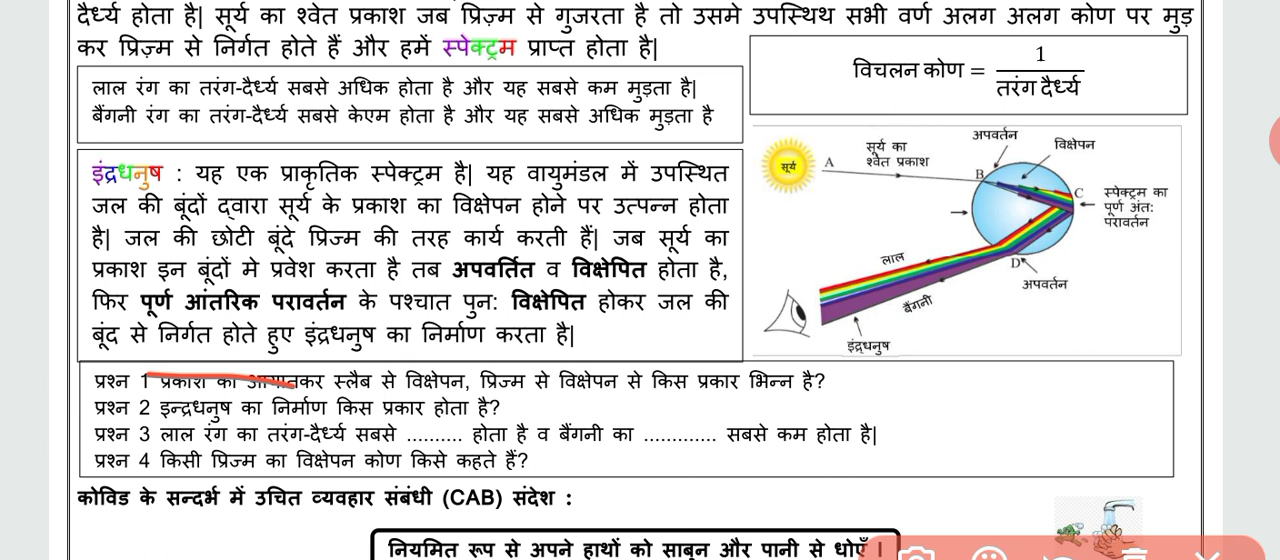 दैर्ध्य होता है| सूर्य का श्वेत प्रकाश जब प्रिज़्म से गुजरता है तो उसमे उपस्थिथ सभी वर्ण अलग अलग कोण पर मुड़
कर प्रिज़्म से निर्गत होते हैं और हमें स्पेक्ट्रम प्राप्त होता है|
विचलन कोण = 1
तरंग दैर्ध्य
लाल रंग का तरंग-दैर्ध्य सबसे अधिक होता है और यह सबसे कम मुड़ता है|
बैंगनी रंग का तरंग-दैर्ध्य सबसे केएम होता है और यह सबसे अधिक मुड़ता है
इंद्रधनुष : यह एक प्राकृतिक स्पेक्ट्रम है| यह वायुमंडल में उपस्थित
जल की बूंदों द्वारा सूर्य के प्रकाश का विक्षेपन होने पर उत्पन्न होता
है| जल की छोटी बूंदे प्रिज्म की तरह कार्य करती हैं| जब सूर्य का
प्रकाश इन बूंदों मे प्रवेश करता है तब अपवर्तित व विक्षेपित होता है,
फिर पूर्ण आंतरिक परावर्तन के पश्चात पुन: विक्षेपित होकर जल की
बूंद से निर्गत होते हुए इंद्रधनुष का निर्माण करता है|
सूर्य
A
सूर्य का
श्वेत प्रकाश
अपवर्तन
विक्षेपन
B
C
स्पेक्ट्रम का
पूर्ण अंत:
परावर्तन
D
अपवर्तन
लाल
बैंगनी
इंद्रधनुष
प्रश्न 1 प्रकाश का आयातकर स्लैब से विक्षेपन, प्रिज्म से विक्षेपन से किस प्रकार भिन्न है?
प्रश्न 2 इन्द्रधनुष का निर्माण किस प्रकार होता है?
प्रश्न 3 लाल रंग का तरंग-दैर्ध्य सबसे .......... होता है व बैंगनी का ............. सबसे कम होता है|
प्रश्न 4 किसी प्रिज्म का विक्षेपन कोण किसे कहते हैं?
कोविड के सन्दर्भ में उचित व्यवहार संबंधी (CAB) संदेश :
नियमित रूप से अपने हाथों को साबुन और पानी से धोएँ ।